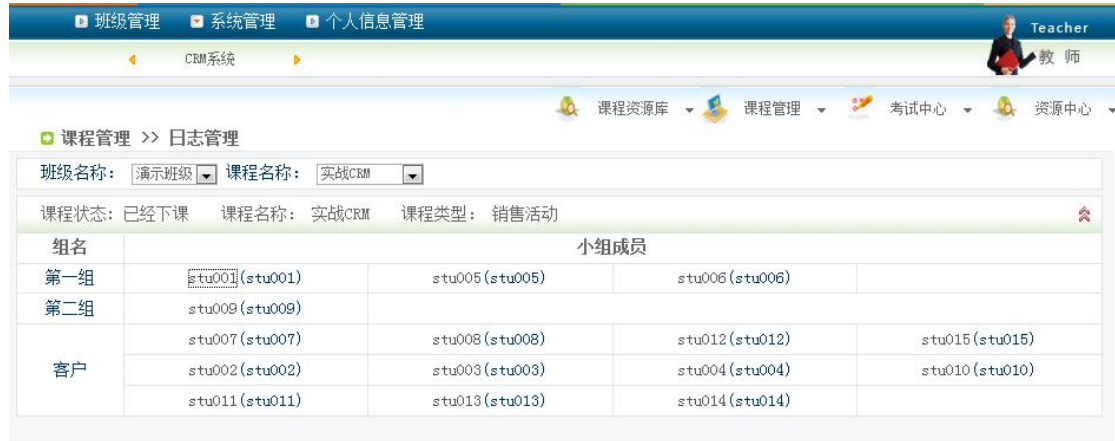 班级管理 系统管理 个人信息管理 Teacher
CRM系统 教 师
课程资源库 课程管理 考试中心 资源中心
课程管理 >> 日志管理
班级名称： 演示班级 课程名称： 实战CRM
课程状态：已经下课 课程名称： 实战CRM 课程类型： 销售活动
组名 小组成员
第一组 stu001(stu001) stu005(stu005) stu006(stu006)
第二组 stu009(stu009)
stu007(stu007) stu008(stu008) stu012(stu012) stu015(stu015)
客户 stu002(stu002) stu003(stu003) stu004(stu004) stu010(stu010)
stu011(stu011) stu013(stu013) stu014(stu014)